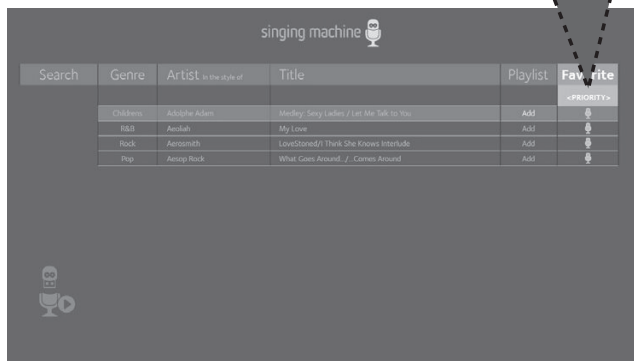 singing machine
Search Genre Artist in the style of Title Playlist Favorite
<PRIORITY>
Childrens Adolphe Adam Medley: Sexy Ladies / Let Me Talk to You Add
R&B Aeoliah My Love Add
Rock Aerosmith LoveStoned/I Think She Knows Interlude Add
Pop Aesop Rock What Goes Around../...Comes Around Add